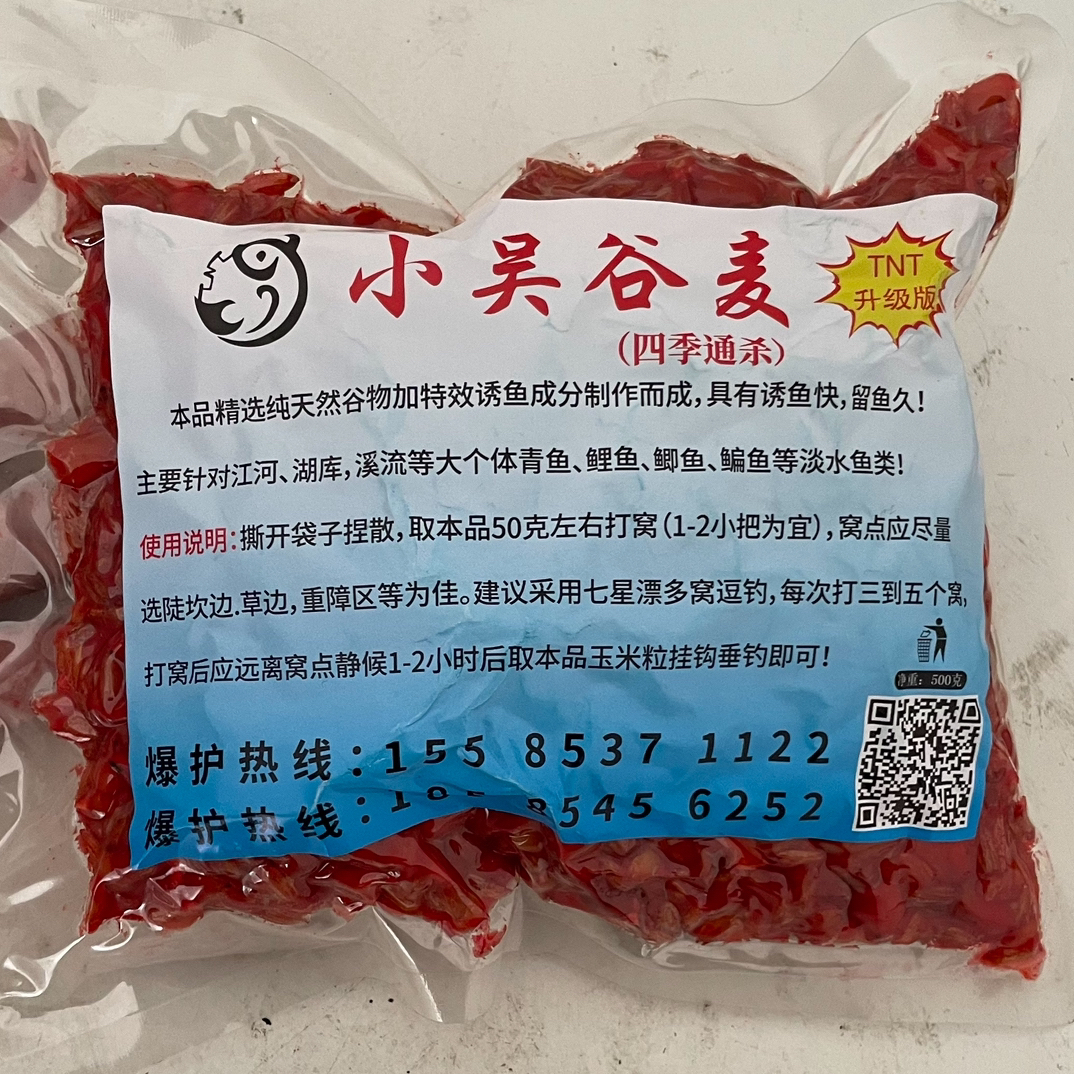 小吴谷麦
TNT
升级版
(四季通杀)
本品精选纯天然谷物加特效诱鱼成分制作而成，具有诱鱼快，留鱼久！
主要针对江河、湖库，溪流等大个体青鱼、鲤鱼、鲫鱼、鳊鱼等淡水鱼类！
使用说明：撕开袋子捏散，取本品50克左右打窝（1-2小把为宜），窝点应尽量
选陡坎边.草边，重障区等为佳。建议采用七星漂多窝逗钓，每次打三到五个窝，
打窝后应远离窝点静候1-2小时后取本品玉米粒挂钩垂钓即可！
净重：500克
爆护热线：155 8537 1122
爆护热线： 8545 6252